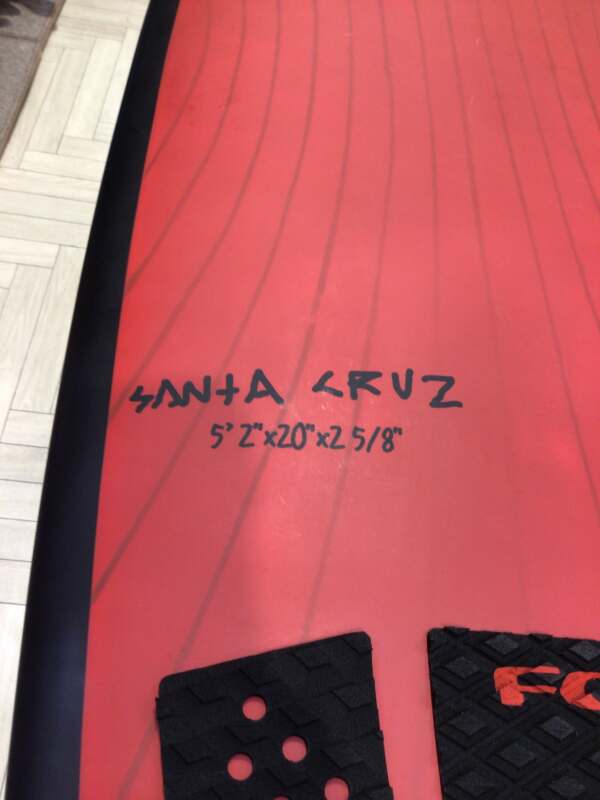 SANTA CRUZ
5' 2"x20"x2 5/8"